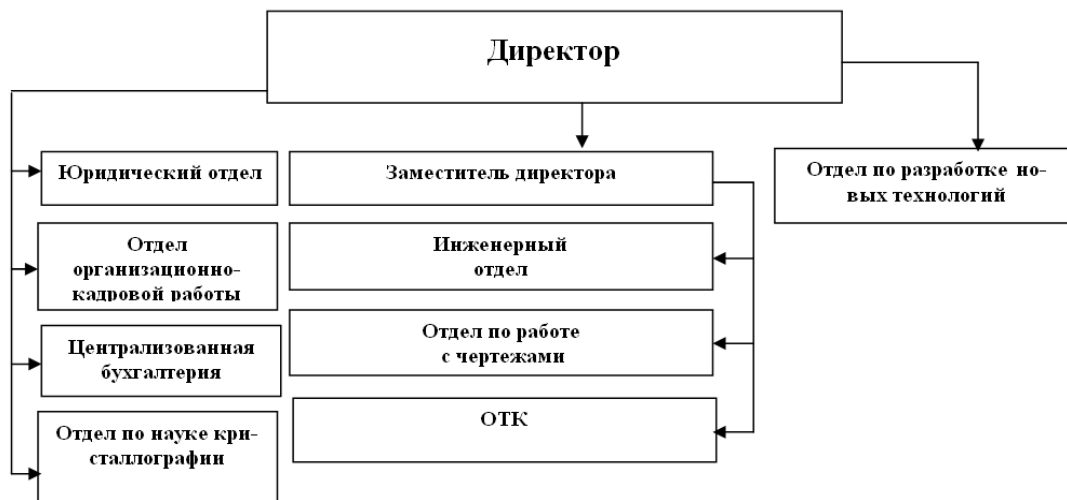 Директор
Юридический отдел
Заместитель директора
Отдел по разработке но-
вых технологий
Отдел
организационно-
кадровой работы
Инженерный
отдел
Централизованная
бухгалтерия
Отдел по работе
с чертежами
Отдел по науке кри-
сталлографии
ОТК